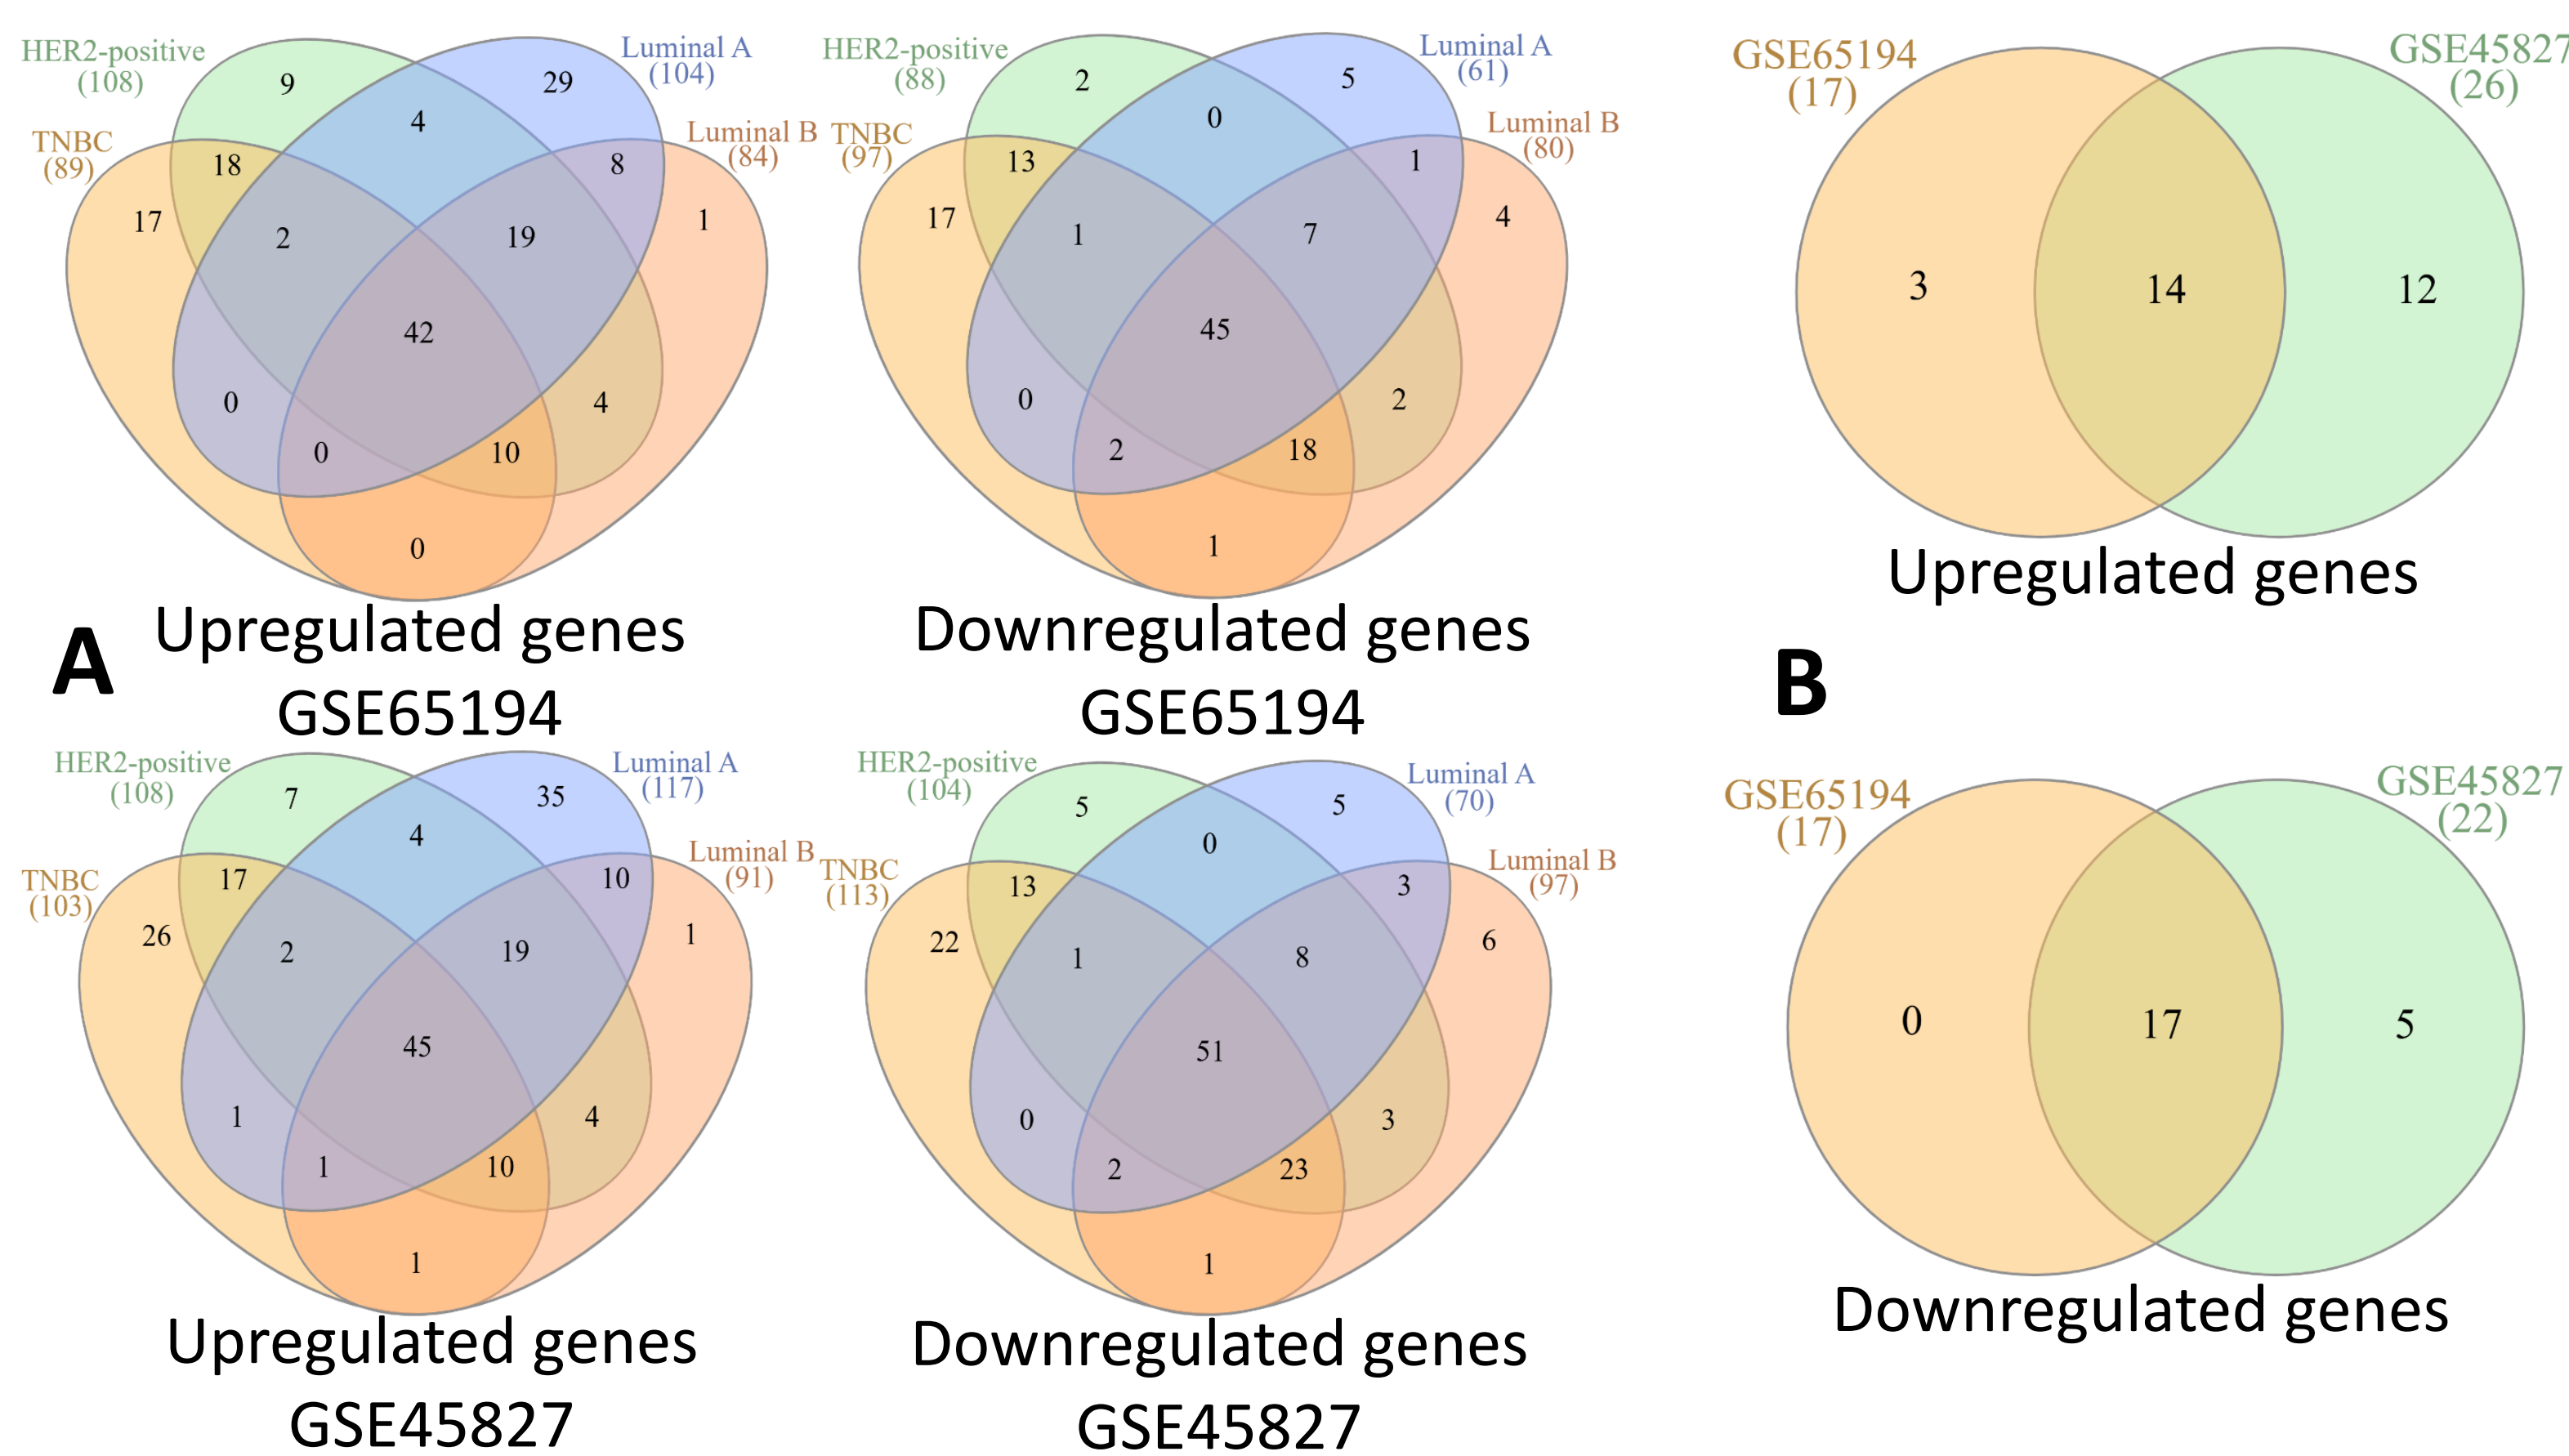 HER2-positive
(108)
Luminal A
(104)
TNBC
(89)
Luminal B
(84)
9
29
4
18
8
17
2
19
1
42
0
4
0
10
0
Upregulated genes
GSE65194
HER2-positive
(88)
Luminal A
(61)
TNBC
(97)
Luminal B
(80)
2
5
0
13
1
17
1
7
4
45
0
2
2
18
1
Downregulated genes
GSE65194
A
HER2-positive
(108)
Luminal A
(117)
TNBC
(103)
Luminal B
(91)
7
35
4
17
10
26
2
19
1
45
1
4
1
10
1
Upregulated genes
GSE45827
HER2-positive
(104)
Luminal A
(70)
TNBC
(113)
Luminal B
(97)
5
5
0
13
3
22
1
8
6
51
0
3
2
23
1
Downregulated genes
GSE45827
GSE65194
(17)
GSE45827
(26)
3
14
12
Upregulated genes
B
GSE65194
(17)
GSE45827
(22)
0
17
5
Downregulated genes